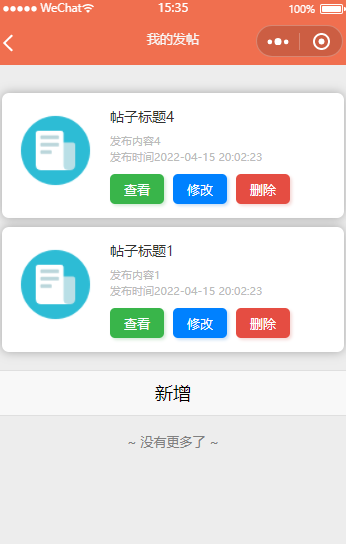 WeChat 15:35 100%
我的发帖
帖子标题4
发布内容4
发布时间2022-04-15 20:02:23
查看 修改 删除
帖子标题1
发布内容1
发布时间2022-04-15 20:02:23
查看 修改 删除
新增
~ 没有更多了 ~